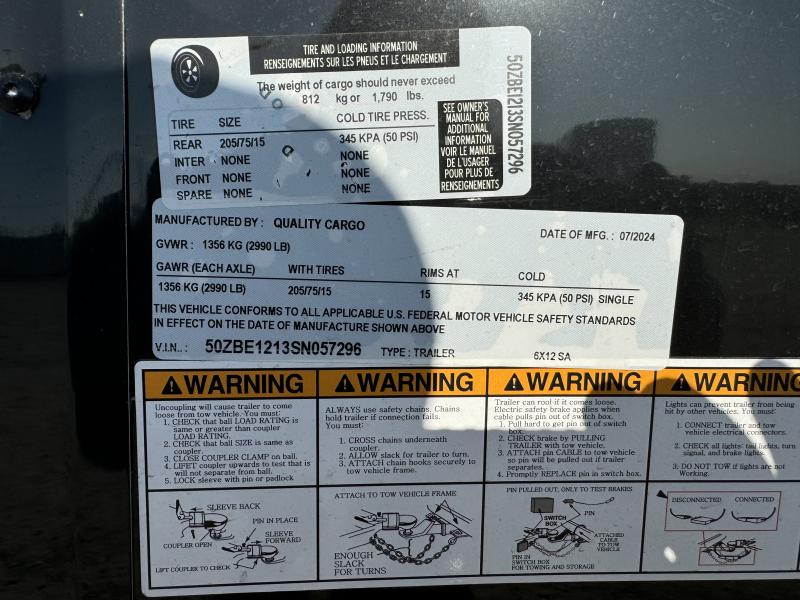 TIRE AND LOADING INFORMATION
RENSEIGNEMENTS SUR LES PNEUS ET LE CHARGEMENT
The weight of cargo should never exceed
812 kg or 1,790 lbs.
TIRE SIZE COLD TIRE PRESS.
REAR 205/75/15 345 KPA (50 PSI)
INTER NONE NONE
FRONT NONE NONE
SPARE NONE NONE
SEE OWNER'S
MANUAL FOR
ADDITIONAL
INFORMATION
VOIR LE MANUEL
DE L'USAGER
POUR PLUS DE
RENSEIGNEMENTS
50ZBE1213SN057296
MANUFACTURED BY : QUALITY CARGO DATE OF MFG. : 07/2024
GVWR : 1356 KG (2990 LB)
GAWR (EACH AXLE) WITH TIRES RIMS AT COLD
1356 KG (2990 LB) 205/75/15 15 345 KPA (50 PSI) SINGLE
THIS VEHICLE CONFORMS TO ALL APPLICABLE U.S. FEDERAL MOTOR VEHICLE SAFETY STANDARDS
IN EFFECT ON THE DATE OF MANUFACTURE SHOWN ABOVE
V.I.N.. : 50ZBE1213SN057296 TYPE : TRAILER 6X12 SA
WARNING
Uncoupling will cause trailer to come
loose from tow vehicle. You must:
1. CHECK that ball LOAD RATING is
same or greater than coupler
LOAD RATING.
2. CHECK that ball SIZE is same as
coupler.
3. CLOSE COUPLER CLAMP on ball.
4. LIFET coupler upwards to test that is
will not separate from ball.
5. LOCK sleeve with pin or padlock
SLEEVE BACK
PIN IN PLACE
COUPLER OPEN
SLEEVE
FORWARD
LIFT COUPLER TO CHECK
WARNING
ALWAYS use safety chains. Chains
hold trailer if connection fails.
You must:
1. CROSS chains underneath
coupler.
2. ALLOW slack for trailer to turn.
3. ATTACH chain hooks securely to
tow vehicle frame.
ATTACH TO TOW VEHICLE FRAME
ENOUGH
SLACK
FOR TURNS
WARNING
Trailer can rool if it comes loose.
Electric safety brake applies when
cable pulls pin out of switch box.
1. Pull hard to get pin out of switch
box.
2. CHECK brake by PULLING
TRAILER with tow vehicle.
3. ATTACH pin CABLE to tow vehicle
so pin will be pulled out if trailer
separates.
4. Promptly REPLACE pin in switch box.
PIN PULLED OUT, ONLY TO TEST BRAKES
SWITCH
BOX
PIN
ATTACHED
CABLE TO TOW
VEHICLE
PIN IN
SWITCH BOX
FOR TOWING AND STORAGE
WARNING
Lights can prevent trailer from being
hit by other vehicles. You must:
1. CONNECT trailer and tow
vehicle electrical connectors.
2. CHECK all lights: tail lights, turn
signal, and brake lights.
3. DO NOT TOW if lights are not
Working.
DISCONNECTED CONNECTED